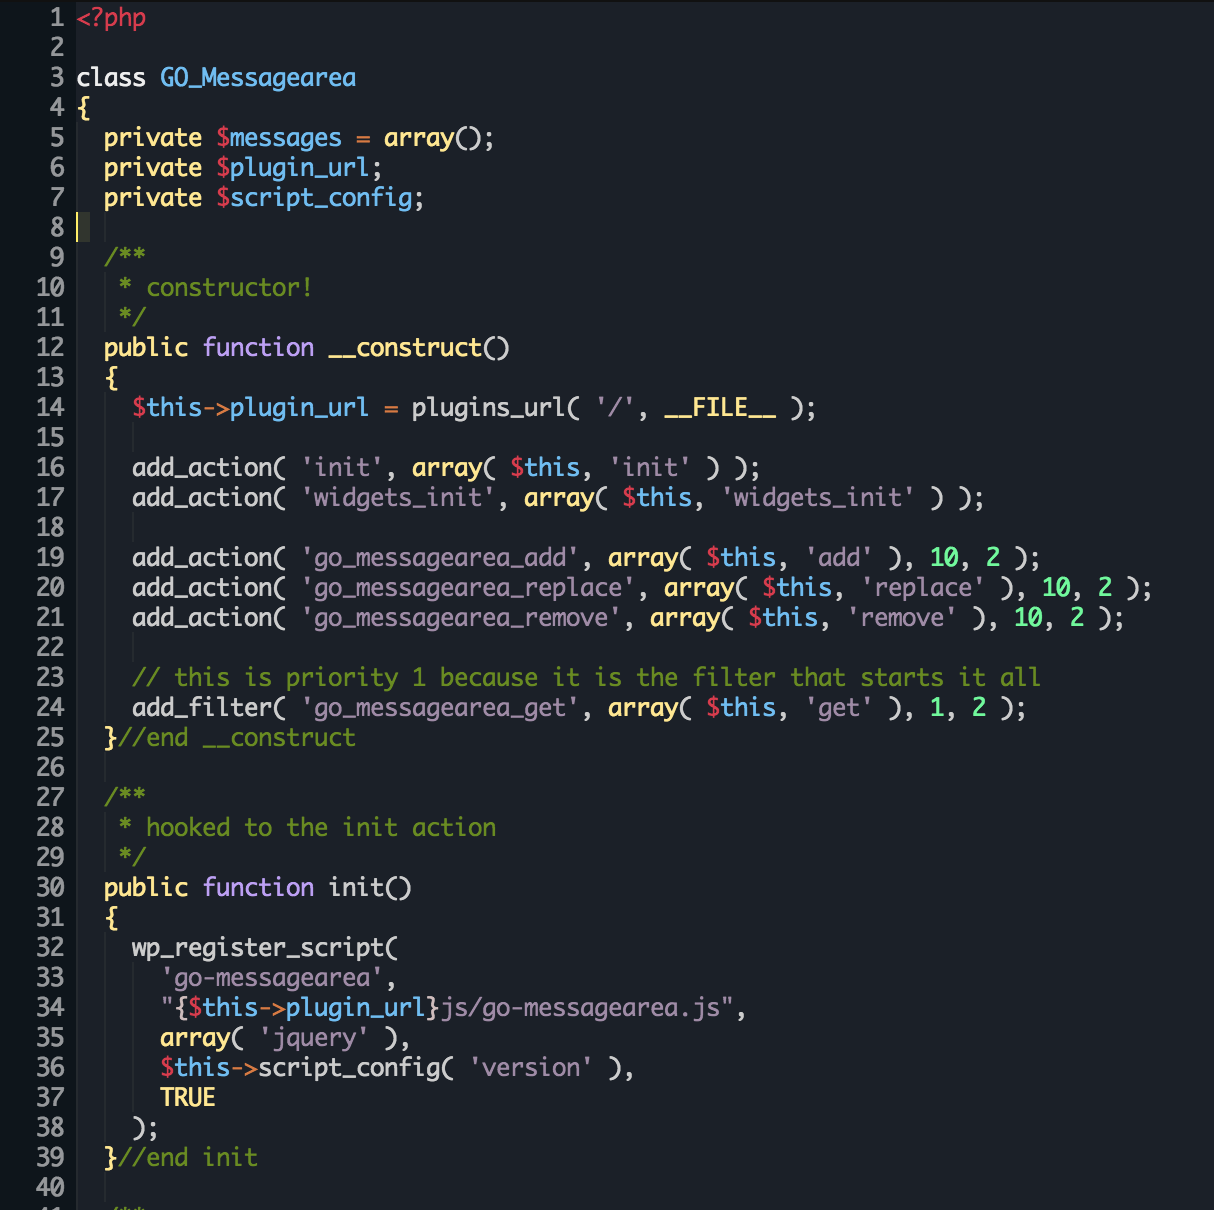 1 <?php
2
3 class GO_Messagearea
4 {
5   private $messages = array();
6   private $plugin_url;
7   private $script_config;
8
9   /**
10    * constructor!
11    */
12   public function __construct()
13   {
14     $this->plugin_url = plugins_url( '/', __FILE__ );
15
16     add_action( 'init', array( $this, 'init' ) );
17     add_action( 'widgets_init', array( $this, 'widgets_init' ) );
18
19     add_action( 'go_messagearea_add', array( $this, 'add' ), 10, 2 );
20     add_action( 'go_messagearea_replace', array( $this, 'replace' ), 10, 2 );
21     add_action( 'go_messagearea_remove', array( $this, 'remove' ), 10, 2 );
22
23     // this is priority 1 because it is the filter that starts it all
24     add_filter( 'go_messagearea_get', array( $this, 'get' ), 1, 2 );
25   }//end __construct
26
27   /**
28    * hooked to the init action
29    */
30   public function init()
31   {
32     wp_register_script(
33       'go-messagearea',
34       "{$this->plugin_url}js/go-messagearea.js",
35       array( 'jquery' ),
36       $this->script_config( 'version' ),
37       TRUE
38     );
39   }//end init
40